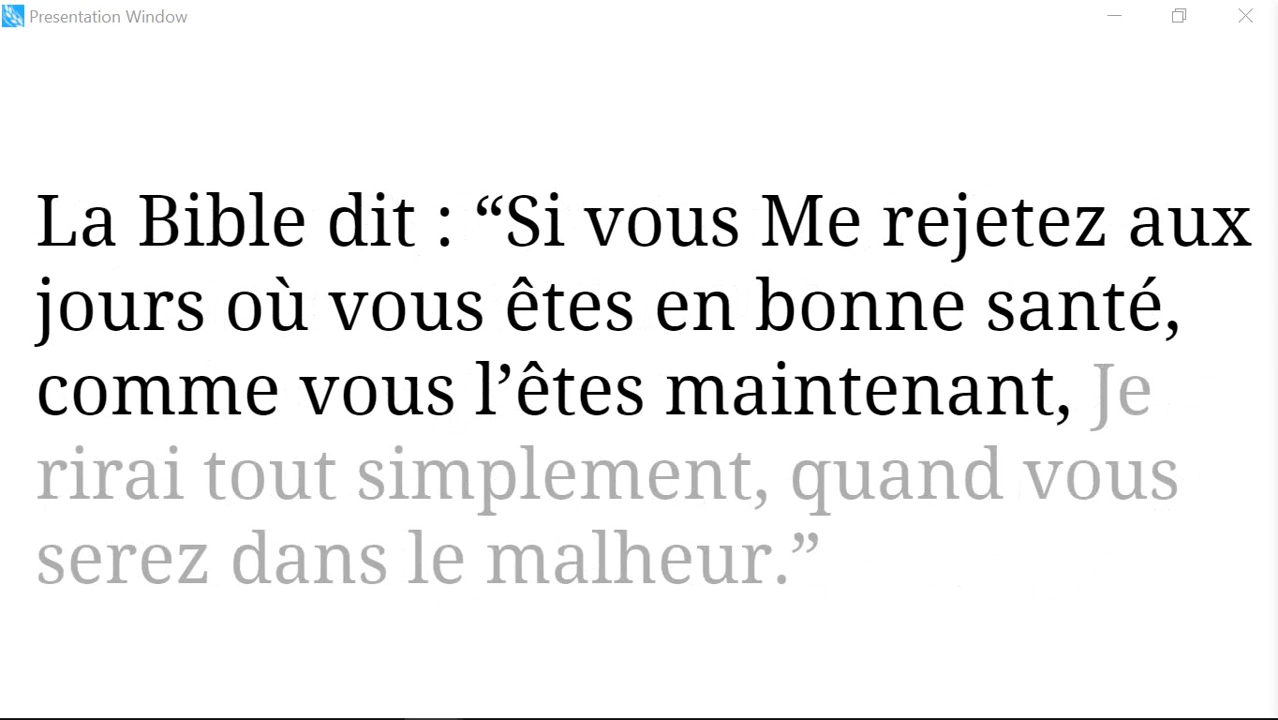 Presentation Window
La Bible dit : “Si vous Me rejetez aux
jours où vous êtes en bonne santé,
comme vous l’êtes maintenant, Je
rirai tout simplement, quand vous
serez dans le malheur.”